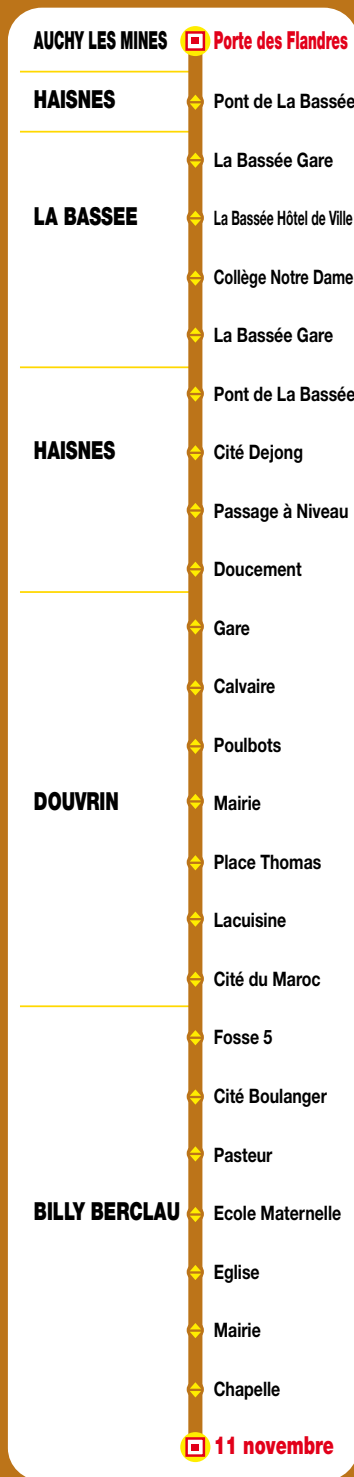 AUCHY LES MINES Porte des Flandres
HAISNES Pont de La Bassée
La Bassée Gare
LA BASSEE La Bassée Hôtel de Ville
Collège Notre Dame
La Bassée Gare
Pont de La Bassée
HAISNES Cité Dejong
Passage à Niveau
Doucement
Gare
Calvaire
Poulbots
DOUVRIN Mairie
Place Thomas
Lacuisine
Cité du Maroc
Fosse 5
Cité Boulanger
Pasteur
BILLY BERCLAU Ecole Maternelle
Eglise
Mairie
Chapelle
11 novembre